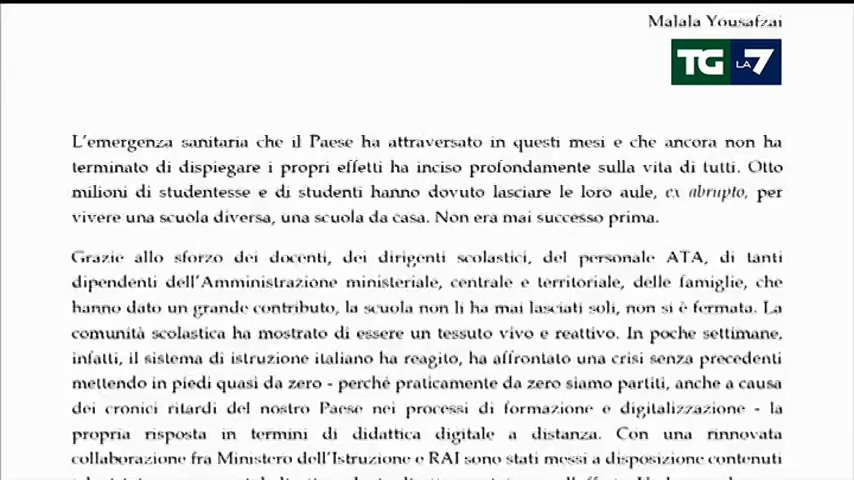 Malala Yousafzai
TG LA7
L'emergenza sanitaria che il Paese ha attraversato in questi mesi e che ancora non ha
terminato di dispiegare i propri effetti ha inciso profondamente sulla vita di tutti. Otto
milioni di studentesse e di studenti hanno dovuto lasciare le loro aule, ex abrupto, per
vivere una scuola diversa, una scuola da casa. Non era mai successo prima.
Grazie allo sforzo dei docenti, dei dirigenti scolastici, del personale ATA, di tanti
dipendenti dell'Amministrazione ministeriale, centrale e territoriale, delle famiglie, che
hanno dato un grande contributo, la scuola non li ha mai lasciati soli, non si è fermata. La
comunità scolastica ha mostrato di essere un tessuto vivo e reattivo. In poche settimane,
infatti, il sistema di istruzione italiano ha reagito, ha affrontato una crisi senza precedenti
mettendo in piedi quasi da zero - perché praticamente da zero siamo partiti, anche a causa
dei cronici ritardi del nostro Paese nei processi di formazione e digitalizzazione - la
propria risposta in termini di didattica digitale a distanza. Con una rinnovata
collaborazione fra Ministero dell'Istruzione e RAI sono stati messi a disposizione contenuti